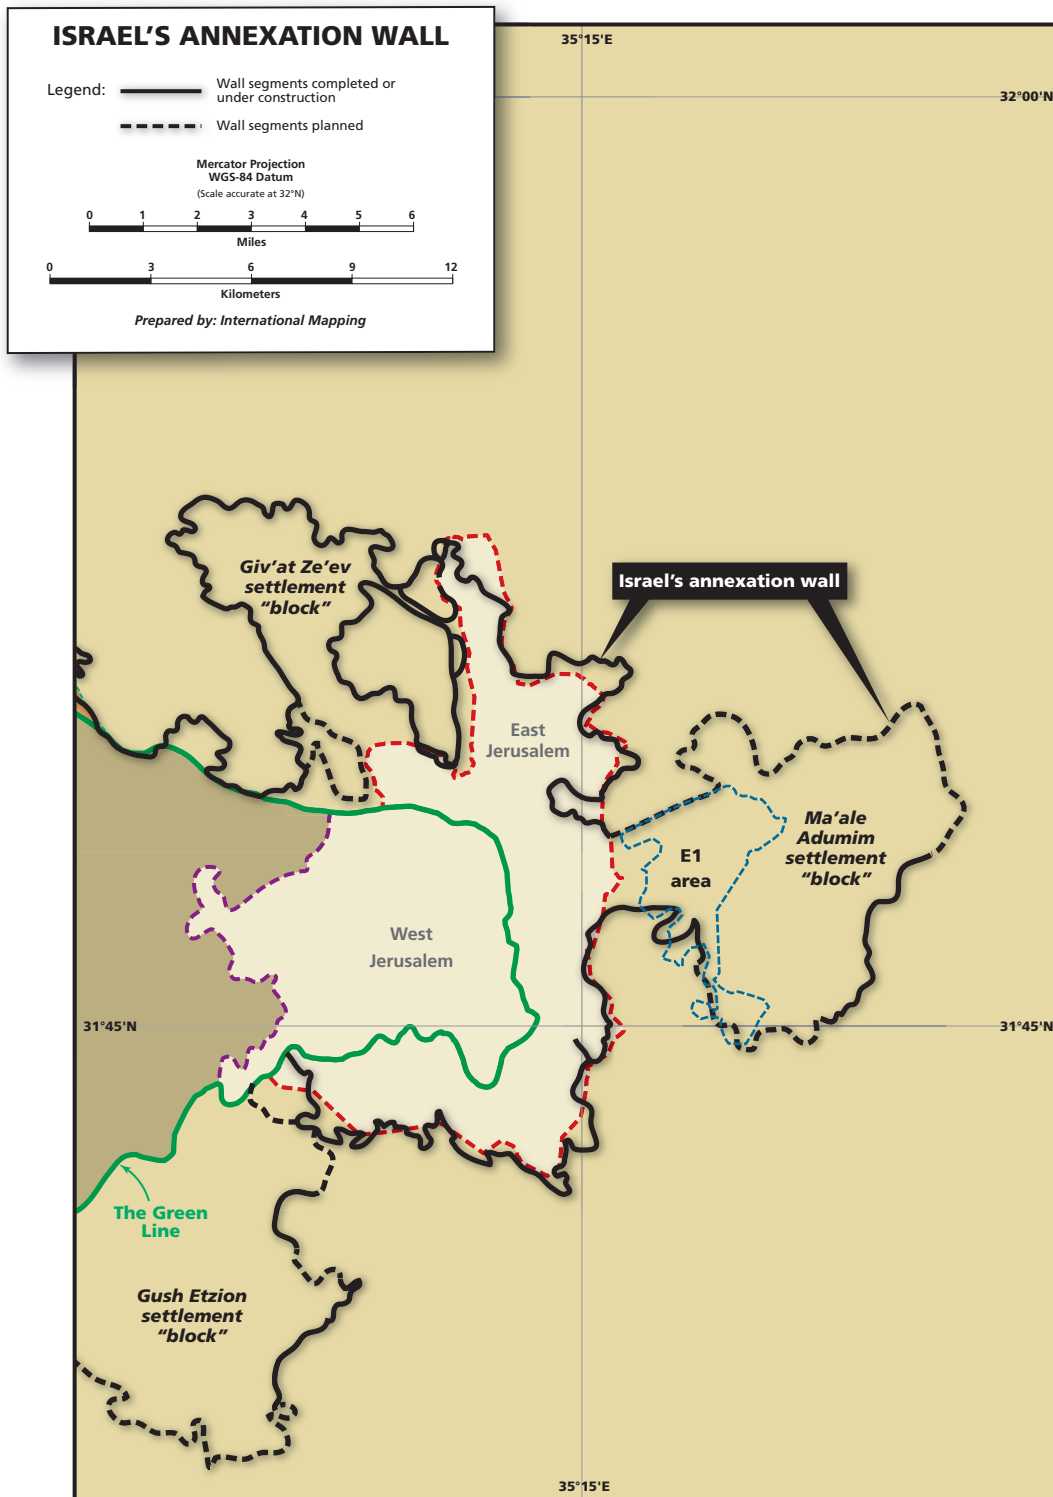 ISRAEL'S ANNEXATION WALL
Legend:
Wall segments completed or
under construction
Wall segments planned
Mercator Projection
WGS-84 Datum
(Scale accurate at 32°N)
0 1 2 3 4 5 6
Miles
0 3 6 9 12
Kilometers
Prepared by: International Mapping
35°15'E
32°00'N
Giv'at Ze'ev
settlement
“block”
Israel's annexation wall
East
Jerusalem
Ma'ale
Adumim
settlement
“block”
E1
area
West
Jerusalem
31°45'N
31°45'N
The Green
Line
Gush Etzion
settlement
“block”
35°15'E